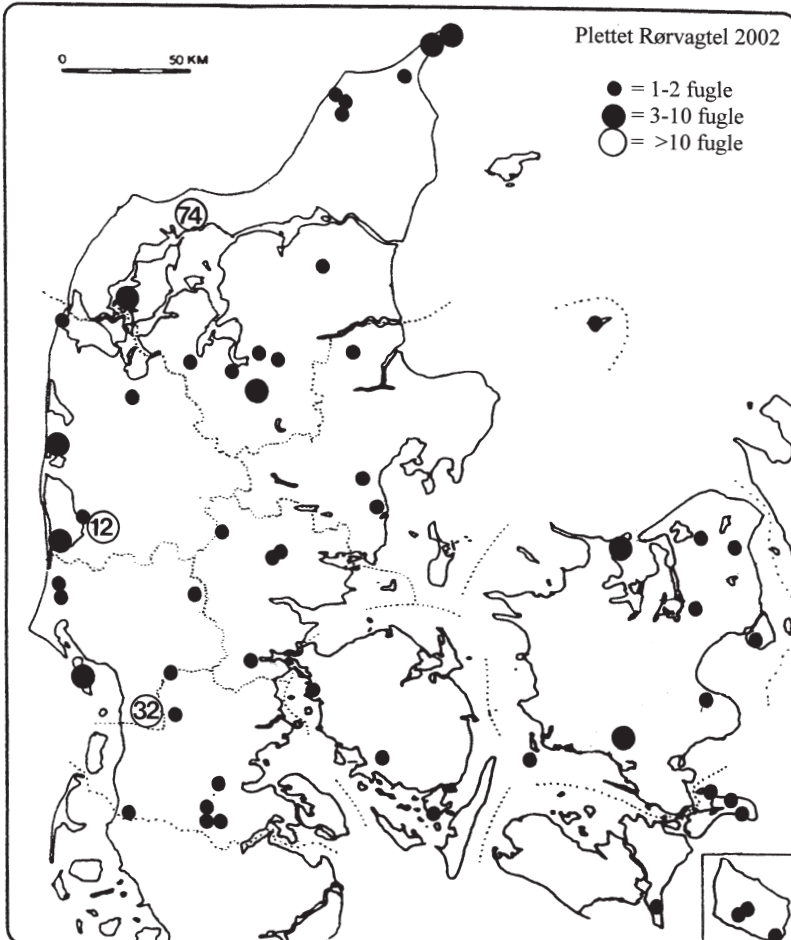 Plettet Rørvagtel 2002
0 50 KM
= 1-2 fugle
= 3-10 fugle
= >10 fugle
74
12
32